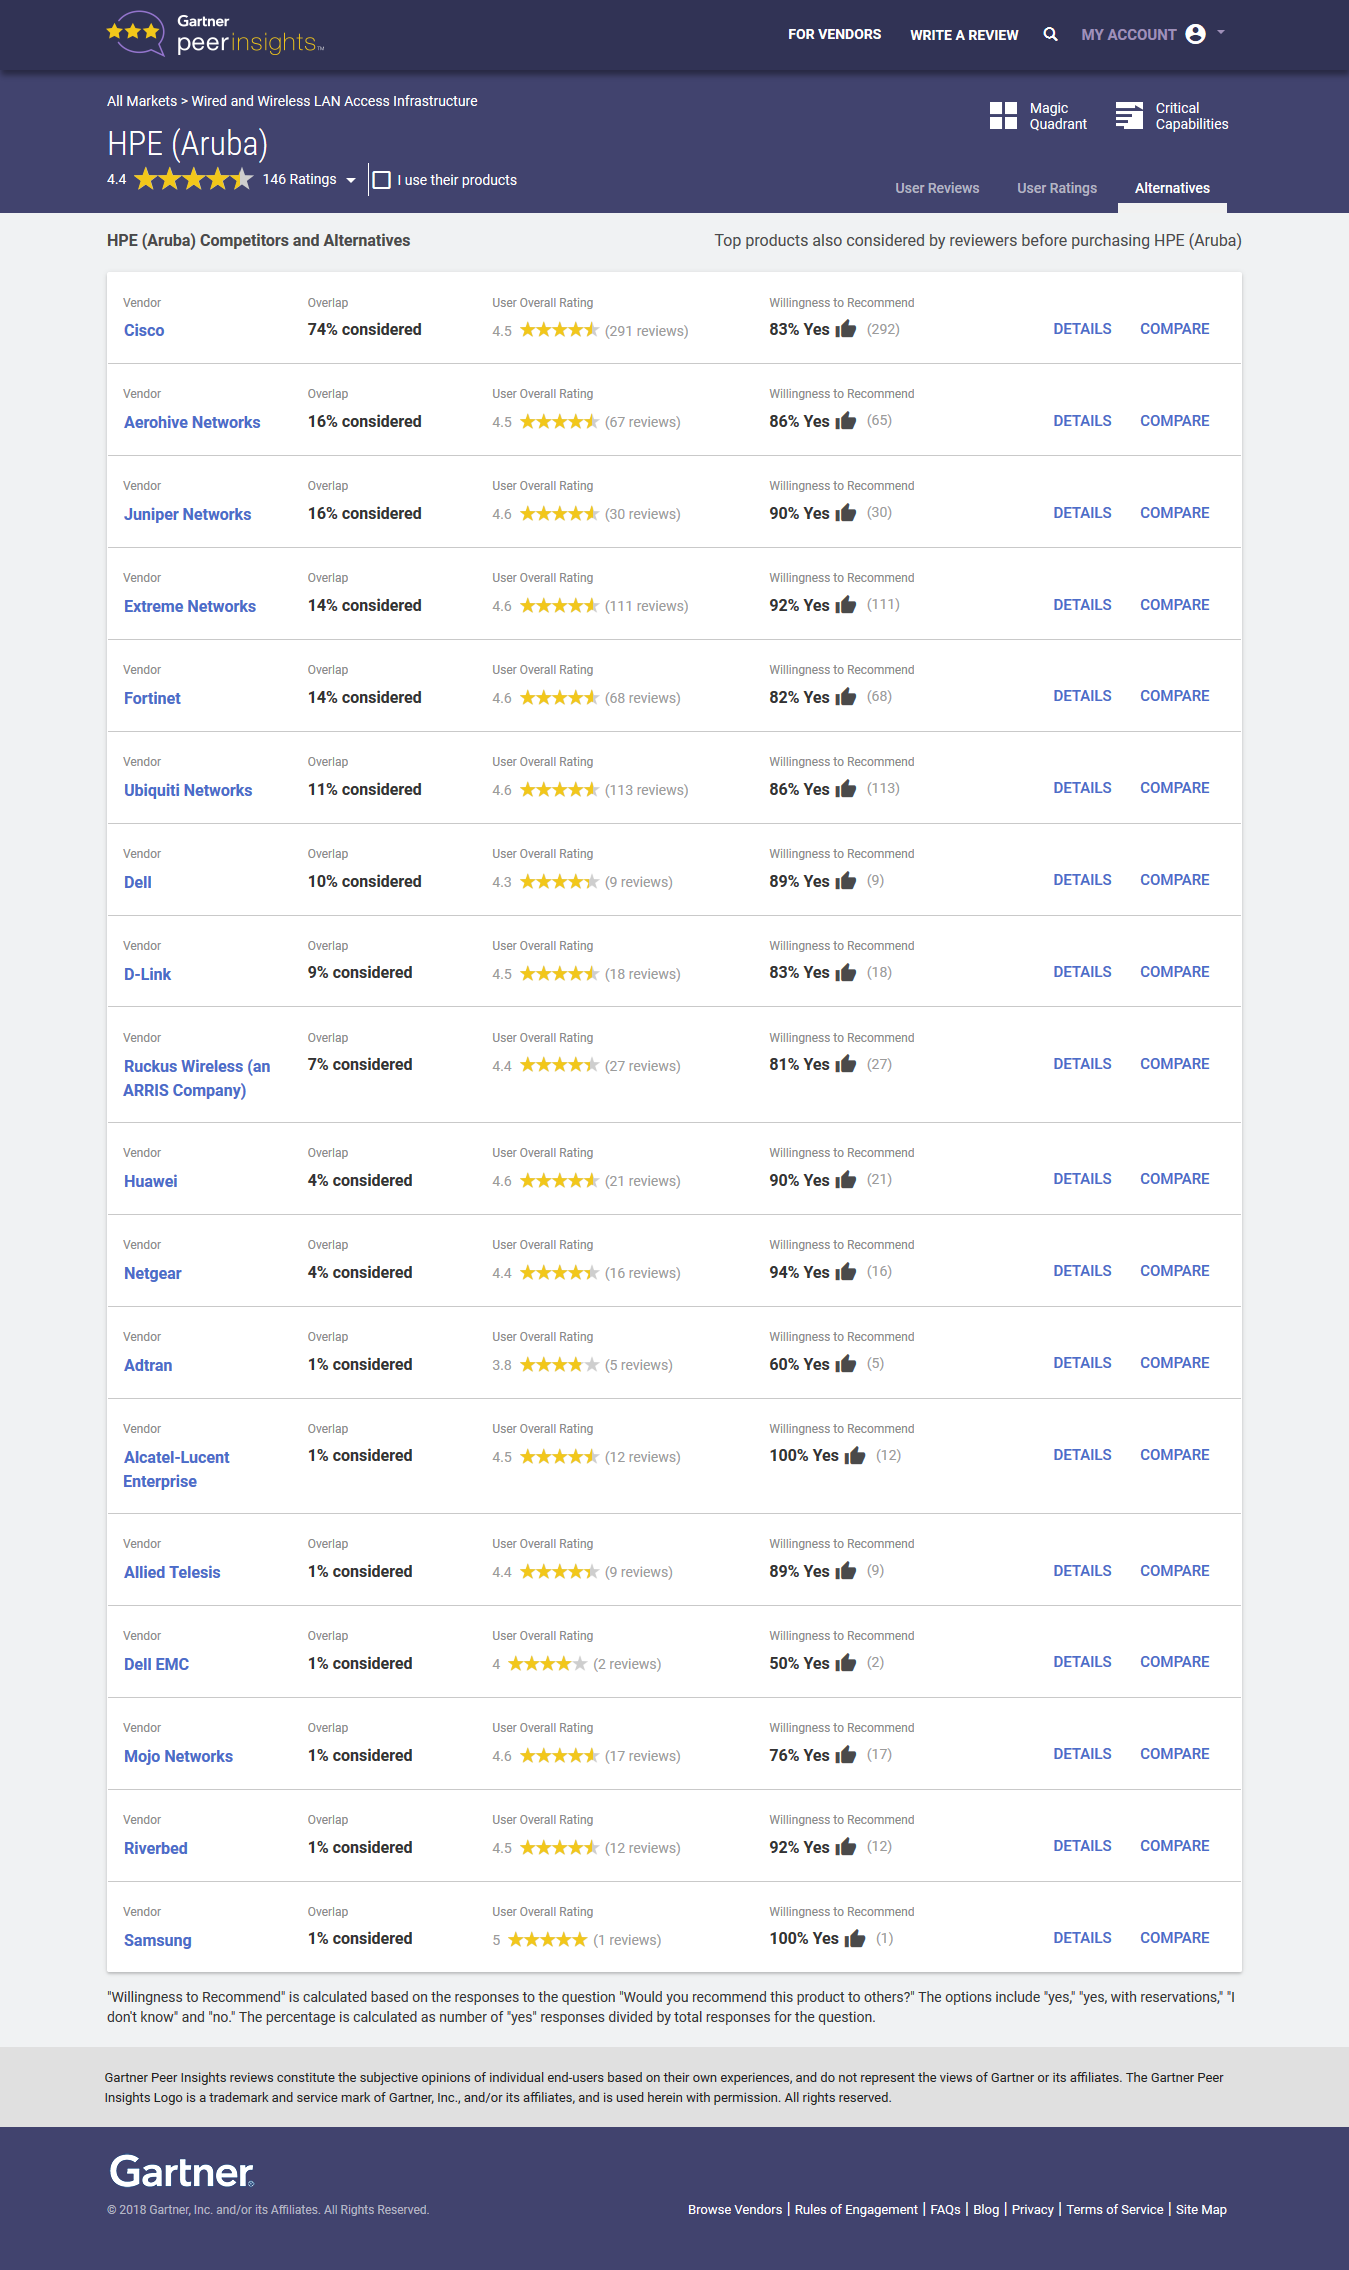 Gartner
peerinsights™
FOR VENDORS WRITE A REVIEW MY ACCOUNT
All Markets > Wired and Wireless LAN Access Infrastructure
HPE (Aruba)
4.4 146 Ratings I use their products
Magic Quadrant
Critical Capabilities
User Reviews User Ratings Alternatives
HPE (Aruba) Competitors and Alternatives Top products also considered by reviewers before purchasing HPE (Aruba)
Vendor Overlap User Overall Rating Willingness to Recommend
Cisco 74% considered 4.5 (291 reviews) 83% Yes (292) DETAILS COMPARE
Vendor Overlap User Overall Rating Willingness to Recommend
Aerohive Networks 16% considered 4.5 (67 reviews) 86% Yes (65) DETAILS COMPARE
Vendor Overlap User Overall Rating Willingness to Recommend
Juniper Networks 16% considered 4.6 (30 reviews) 90% Yes (30) DETAILS COMPARE
Vendor Overlap User Overall Rating Willingness to Recommend
Extreme Networks 14% considered 4.6 (111 reviews) 92% Yes (111) DETAILS COMPARE
Vendor Overlap User Overall Rating Willingness to Recommend
Fortinet 14% considered 4.6 (68 reviews) 82% Yes (68) DETAILS COMPARE
Vendor Overlap User Overall Rating Willingness to Recommend
Ubiquiti Networks 11% considered 4.6 (113 reviews) 86% Yes (113) DETAILS COMPARE
Vendor Overlap User Overall Rating Willingness to Recommend
Dell 10% considered 4.3 (9 reviews) 89% Yes (9) DETAILS COMPARE
Vendor Overlap User Overall Rating Willingness to Recommend
D-Link 9% considered 4.5 (18 reviews) 83% Yes (18) DETAILS COMPARE
Vendor Overlap User Overall Rating Willingness to Recommend
Ruckus Wireless (an 7% considered 4.4 (27 reviews) 81% Yes (27) DETAILS COMPARE
ARRIS Company)
Vendor Overlap User Overall Rating Willingness to Recommend
Huawei 4% considered 4.6 (21 reviews) 90% Yes (21) DETAILS COMPARE
Vendor Overlap User Overall Rating Willingness to Recommend
Netgear 4% considered 4.4 (16 reviews) 94% Yes (16) DETAILS COMPARE
Vendor Overlap User Overall Rating Willingness to Recommend
Adtran 1% considered 3.8 (5 reviews) 60% Yes (5) DETAILS COMPARE
Vendor Overlap User Overall Rating Willingness to Recommend
Alcatel-Lucent 1% considered 4.5 (12 reviews) 100% Yes (12) DETAILS COMPARE
Enterprise
Vendor Overlap User Overall Rating Willingness to Recommend
Allied Telesis 1% considered 4.4 (9 reviews) 89% Yes (9) DETAILS COMPARE
Vendor Overlap User Overall Rating Willingness to Recommend
Dell EMC 1% considered 4 (2 reviews) 50% Yes (2) DETAILS COMPARE
Vendor Overlap User Overall Rating Willingness to Recommend
Mojo Networks 1% considered 4.6 (17 reviews) 76% Yes (17) DETAILS COMPARE
Vendor Overlap User Overall Rating Willingness to Recommend
Riverbed 1% considered 4.5 (12 reviews) 92% Yes (12) DETAILS COMPARE
Vendor Overlap User Overall Rating Willingness to Recommend
Samsung 1% considered 5 (1 reviews) 100% Yes (1) DETAILS COMPARE
"Willingness to Recommend" is calculated based on the responses to the question "Would you recommend this product to others?" The options include "yes," "yes, with reservations," "I
don't know" and "no." The percentage is calculated as number of "yes" responses divided by total responses for the question.
Gartner Peer Insights reviews constitute the subjective opinions of individual end-users based on their own experiences, and do not represent the views of Gartner or its affiliates. The Gartner Peer
Insights Logo is a trademark and service mark of Gartner, Inc., and/or its affiliates, and is used herein with permission. All rights reserved.
Gartner®
© 2018 Gartner, Inc. and/or its Affiliates. All Rights Reserved. Browse Vendors | Rules of Engagement | FAQs | Blog | Privacy | Terms of Service | Site Map